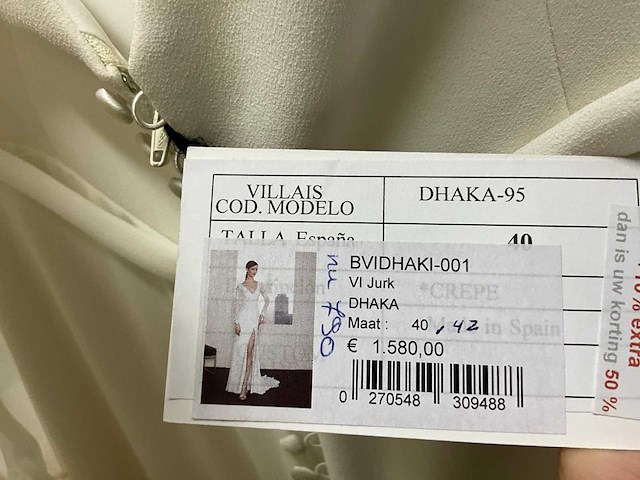 VILLAIS
COD. MODELO
DHAKA-95
TALLA España
40
*CREPE
in Spain
BVIDHAKI-001
VI Jurk
DHAKA
Maat : 40 , 42
€ 1.580,00
0 270548 309488
nu 790
dan is uw korting 50 %
10% extra